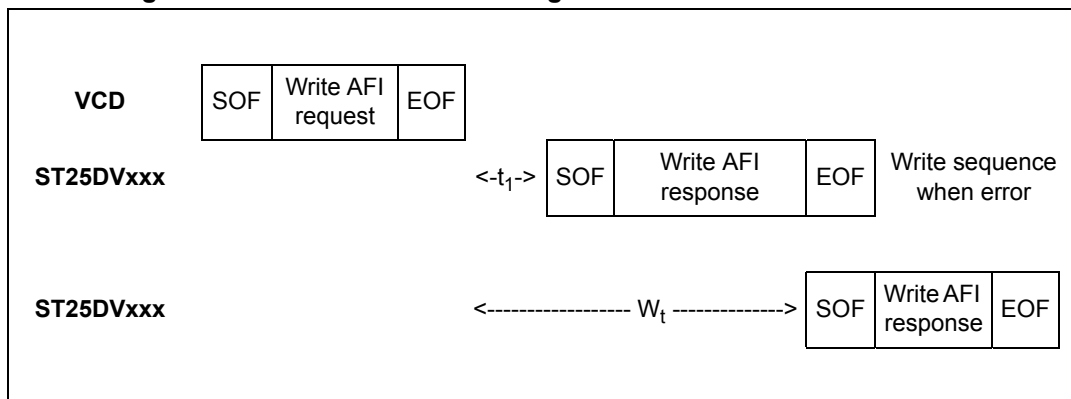 VCD SOF Write AFI request EOF
ST25DVxxx <-t1-> SOF Write AFI response EOF Write sequence when error
ST25DVxxx <------------------ Wt --------------> SOF Write AFI response EOF